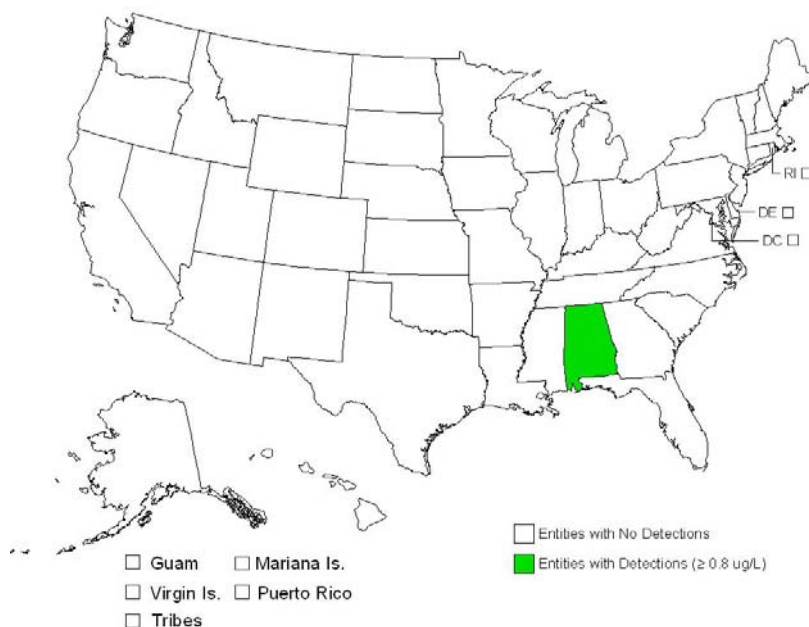 RI
DE
DC
Entities with No Detections
Entities with Detections (≥ 0.8 ug/L)
Guam
Mariana Is.
Virgin Is.
Puerto Rico
Tribes